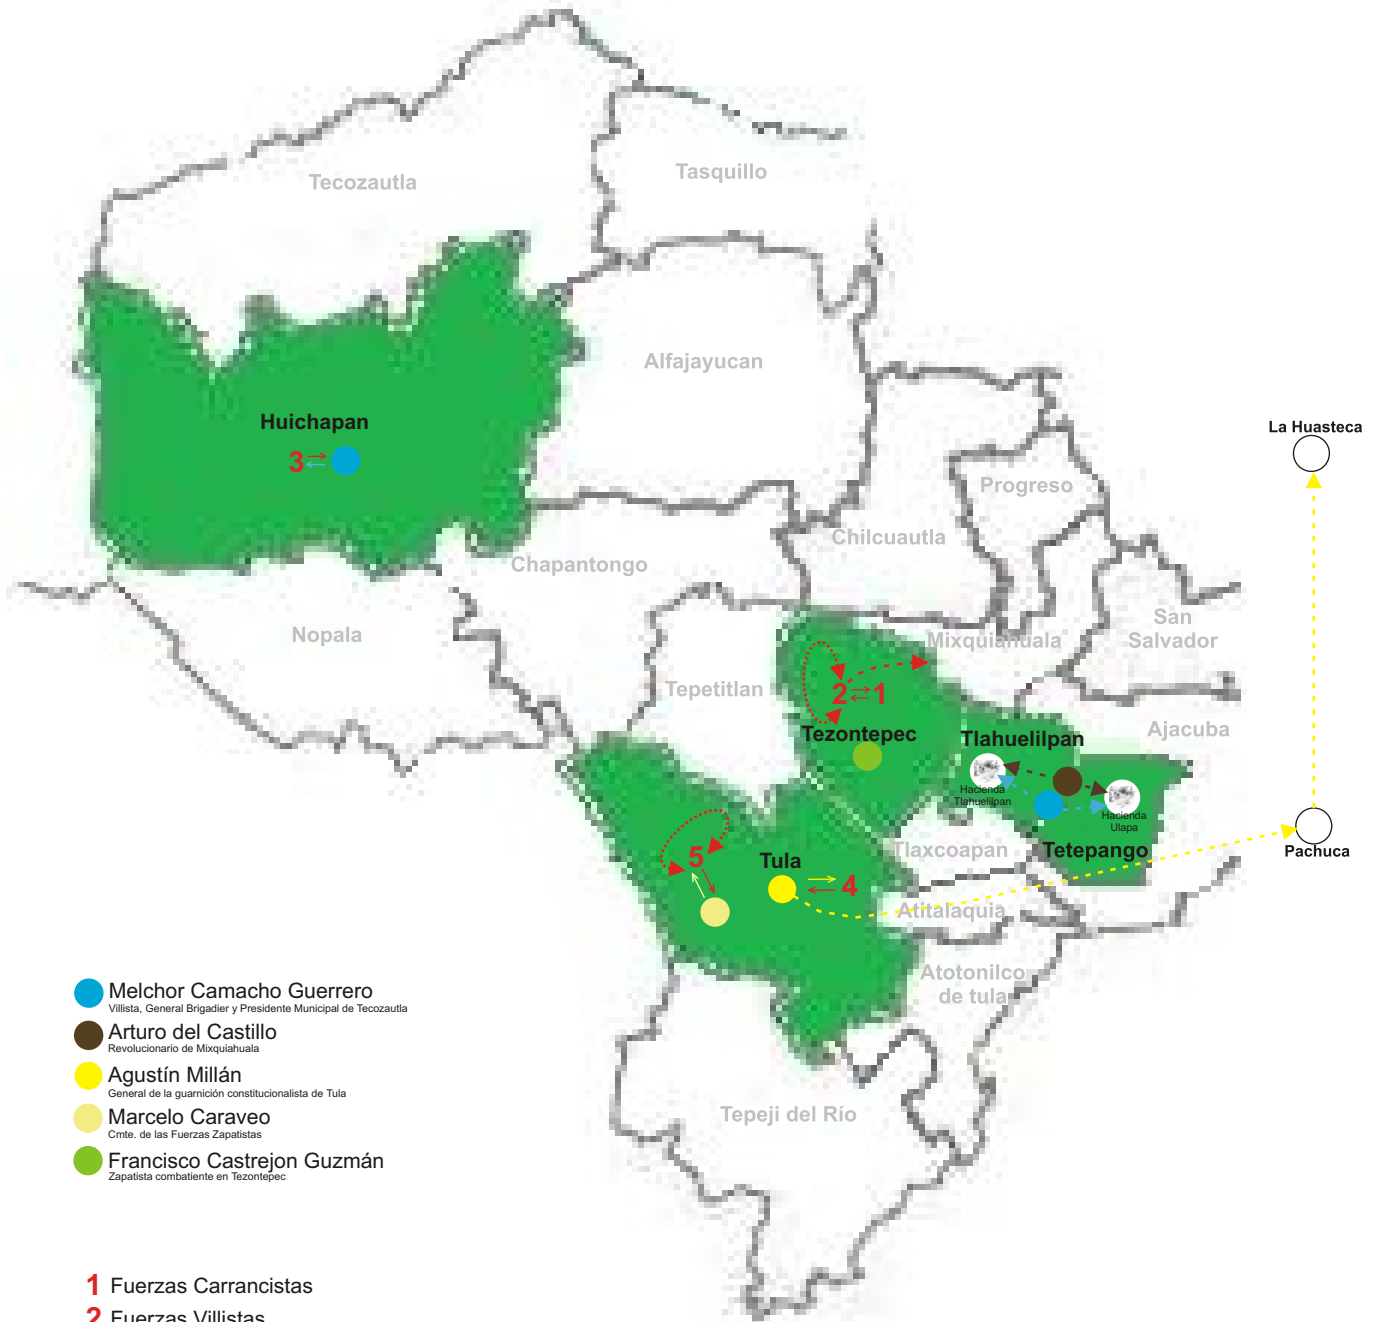 Tecozautla
Tasquillo
Alfajayucan
Huichapan
3
La Huasteca
Progreso
Chilcuautla
Chapantongo
Nopala
San
Salvador
Mixquiahuala
Tepetitlan
2 1
Tezontepec
Tlahuelilpan
Ajacuba
Hacienda
Tlahuelilpan
Hacienda
Ulapa
Tlaxcoapan
Tetepango
Pachuca
5
Tula
4
Atitalaquia
Atotonilco
de tula
Tepeji del Río
Melchor Camacho Guerrero
Villista, General Brigadier y Presidente Municipal de Tecozautla
Arturo del Castillo
Revolucionario de Mixquiahuala
Agustín Millán
General de la guarnición constitucionalista de Tula
Marcelo Caraveo
Cmte. de las Fuerzas Zapatistas
Francisco Castrejon Guzmán
Zapatista combatiente en Tezontepec
1 Fuerzas Carrancistas
2 Fuerzas Villistas